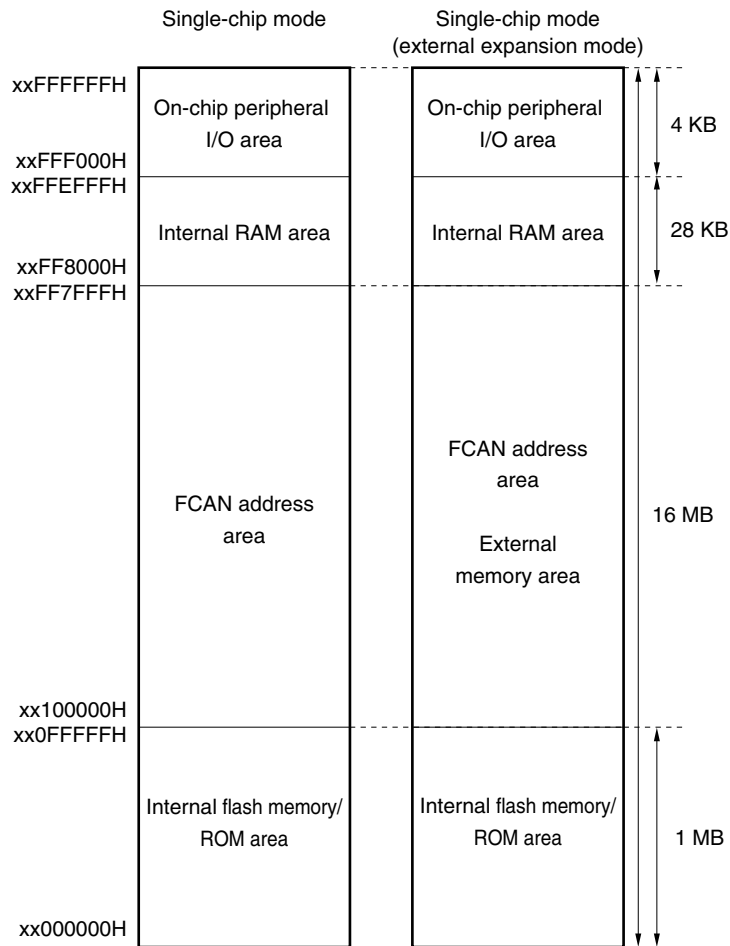 Single-chip mode
Single-chip mode
(external expansion mode)
xxFFFFFFH
On-chip peripheral
I/O area
On-chip peripheral
I/O area
4 KB
xxFFF000H
xxFFEFFFH
Internal RAM area
Internal RAM area
28 KB
xxFF8000H
xxFF7FFFH
FCAN address
area
FCAN address
area
External
memory area
16 MB
xx100000H
xx0FFFFFH
Internal flash memory/
ROM area
Internal flash memory/
ROM area
1 MB
xx000000H